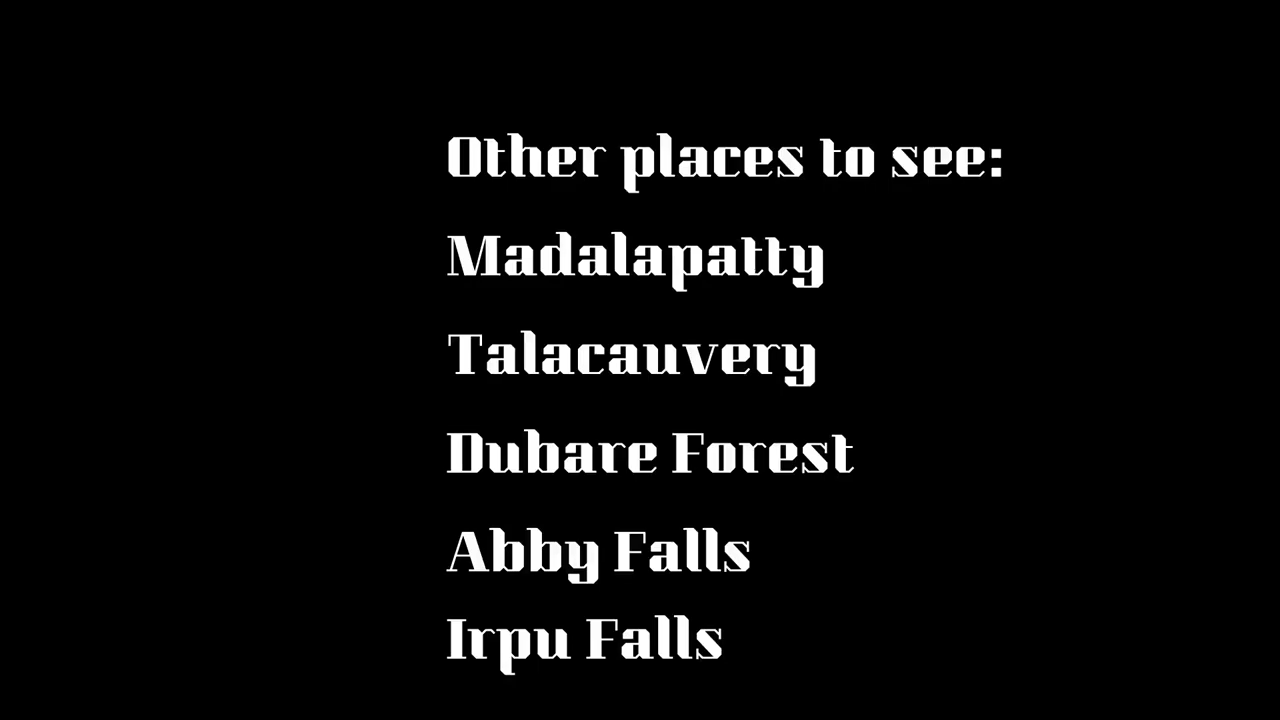 Other places to see:
Madalapatty
Talacauvery
Dubare Forest
Abby Falls
Irpu Falls